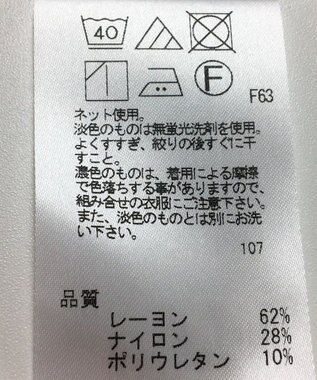 40
F
F63
ネット使用。
淡色のものは無蛍光洗剤を使用。
よくすすぎ、絞りの後すぐに干
すこと。
濃色のものは、着用による摩擦
で色落ちする事がありますので、
組み合せの衣服にご注意下さい。
また、淡色のものとは別にお洗
い下さい。
107
品質
レーヨン 62%
ナイロン 28%
ポリウレタン 10%